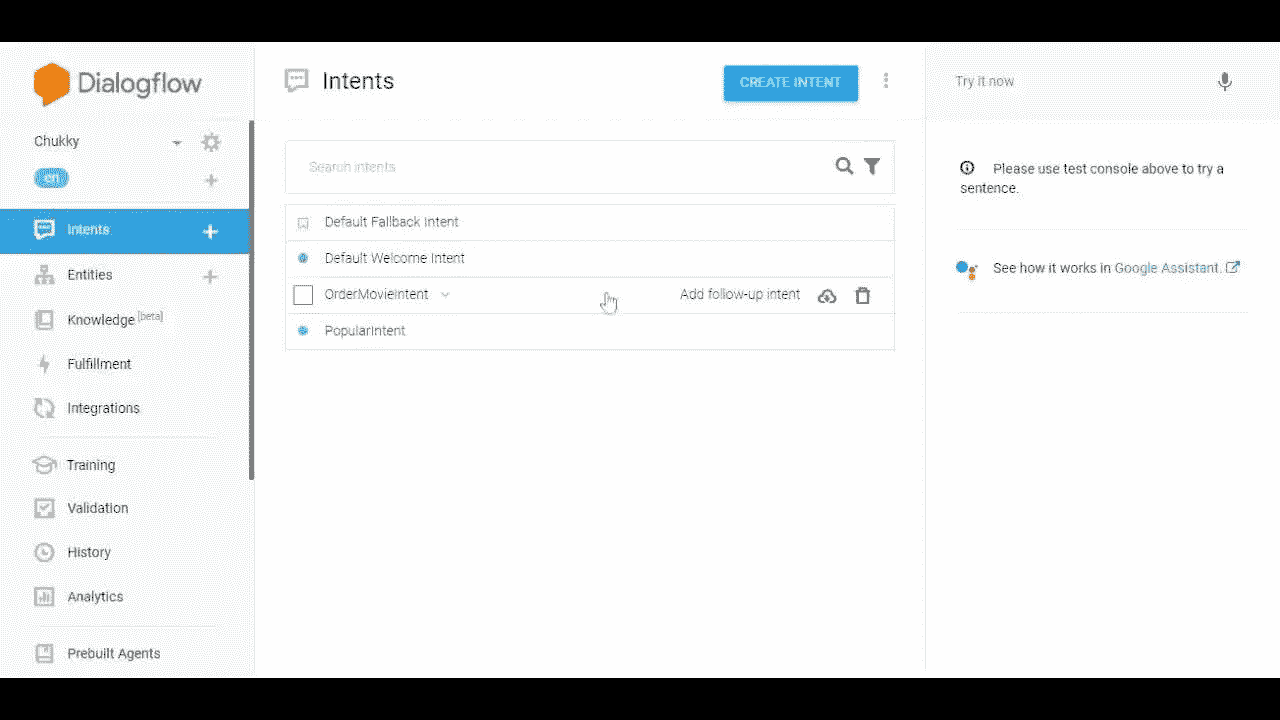 Dialogflow
Chukky
en
Intents
Entities
Knowledge [beta]
Fulfillment
Integrations
Training
Validation
History
Analytics
Prebuilt Agents
Intents
CREATE INTENT
Search intents
Default Fallback Intent
Default Welcome Intent
OrderMovieIntent
Add follow-up intent
PopularIntent
Try it now
Please use test console above to try a
sentence.
See how it works in Google Assistant.